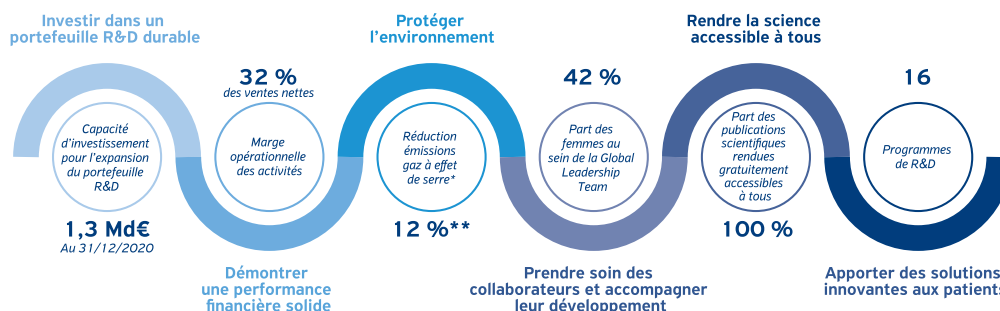 Investir dans un
portefeuille R&D durable
Capacité
d'investissement
pour l'expansion
du portefeuille
R&D
1,3 Md€
Au 31/12/2020
32 %
des ventes nettes
Marge
opérationnelle
des activités
Démontrer
une performance
financière solide
Protéger
l'environnement
Réduction
émissions
gaz à effet
de serre*
12 %**
42 %
Part des
femmes au
sein de la Global
Leadership
Team
Prendre soin des
collaborateurs et accompagner
leur développement
Rendre la science
accessible à tous
Part des
publications
scientifiques
rendues
gratuitement
accessibles
à tous
100 %
16
Programmes
de R&D
Apporter des solutions
innovantes aux patients